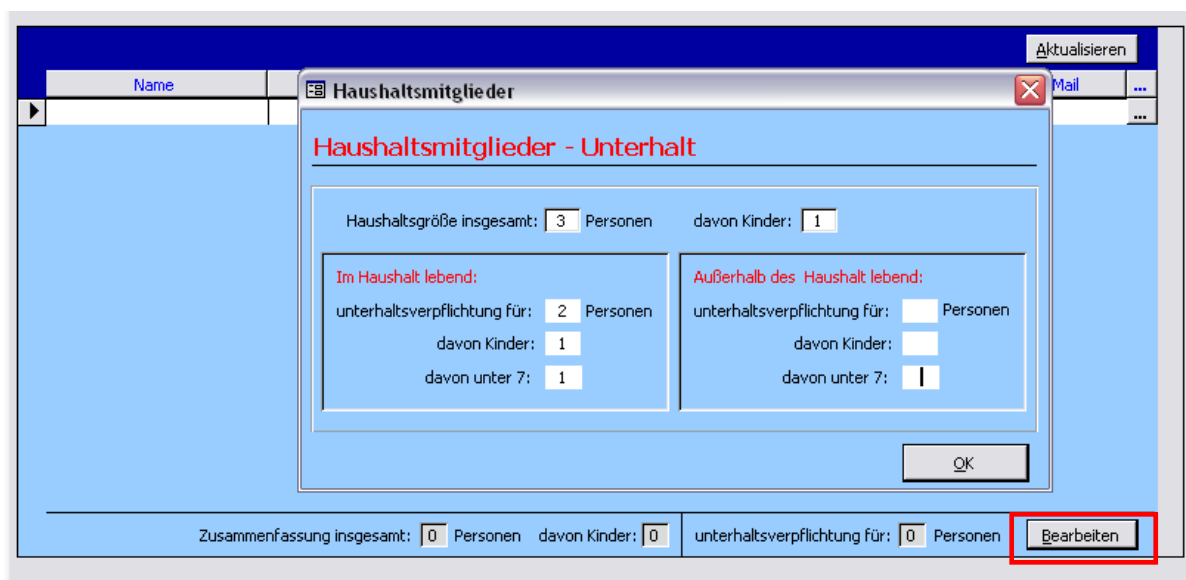 Aktualisieren
Name Mail ...
...
Haushaltsmitglieder
Haushaltsmitglieder - Unterhalt
Haushaltsgröße insgesamt: 3 Personen davon Kinder: 1
Im Haushalt lebend:
unterhaltsverpflichtung für: 2 Personen
davon Kinder: 1
davon unter 7: 1
Außerhalb des Haushalt lebend:
unterhaltsverpflichtung für: Personen
davon Kinder:
davon unter 7:
OK
Zusammenfassung insgesamt: 0 Personen davon Kinder: 0 unterhaltsverpflichtung für: 0 Personen Bearbeiten